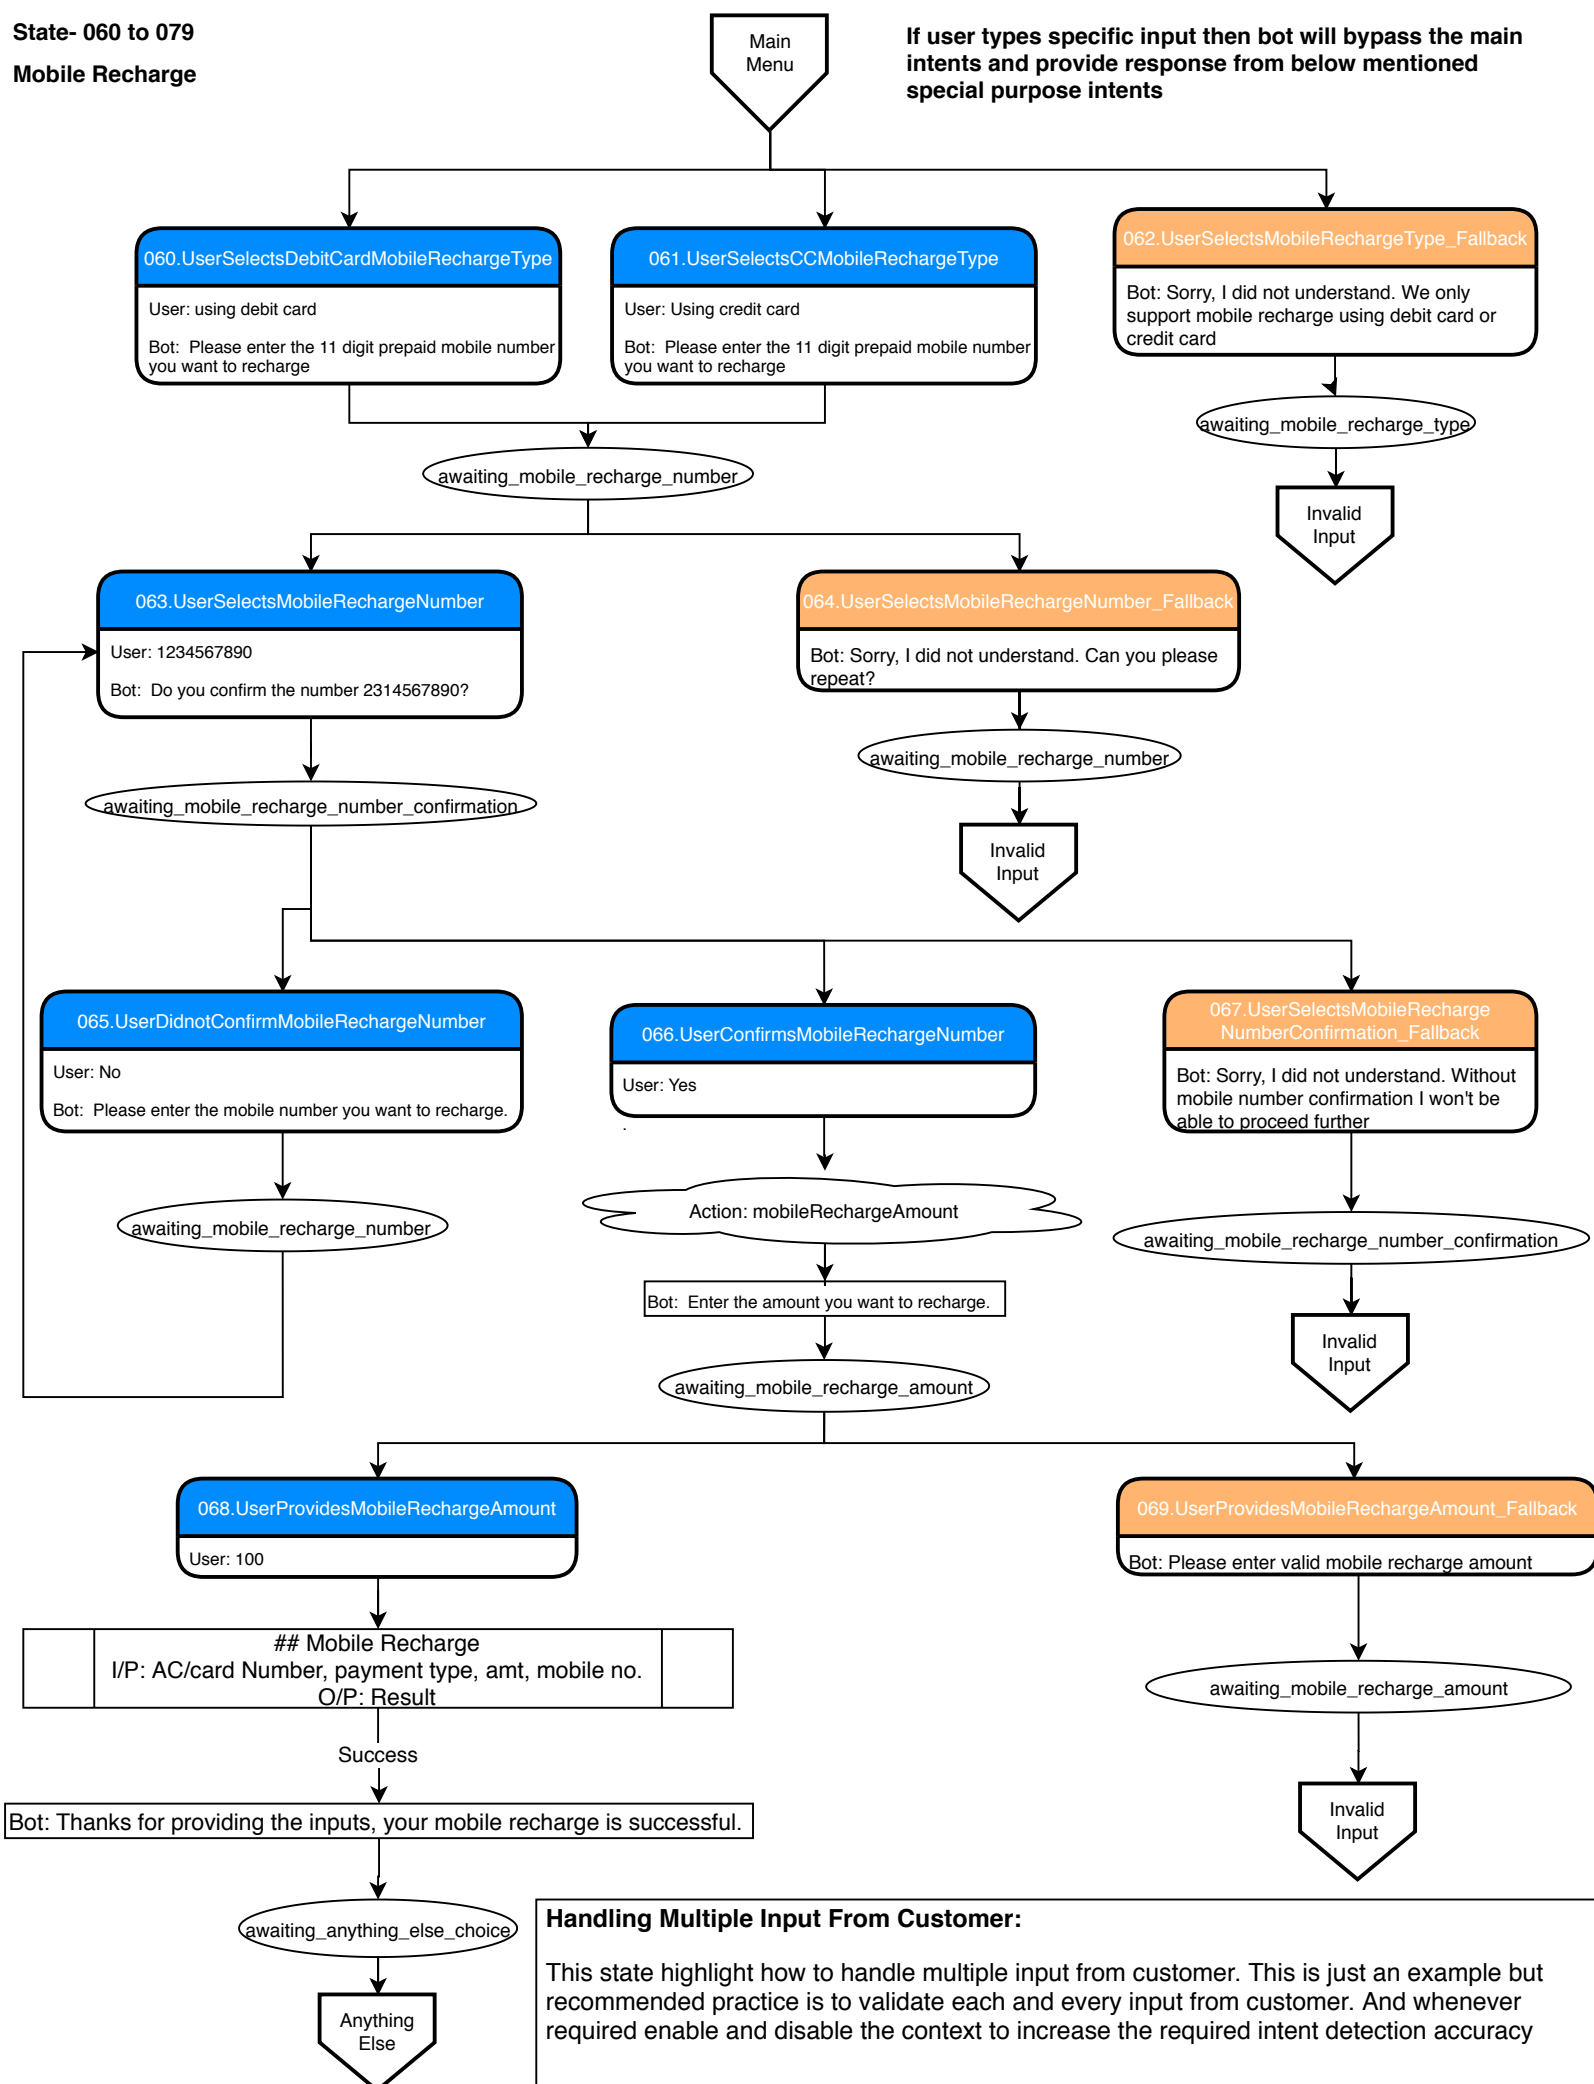 State- 060 to 079
Mobile Recharge
Main
Menu
If user types specific input then bot will bypass the main
intents and provide response from below mentioned
special purpose intents
060.UserSelectsDebitCardMobileRechargeType
User: using debit card
Bot:  Please enter the 11 digit prepaid mobile number
you want to recharge
061.UserSelectsCCMobileRechargeType
User: Using credit card
Bot:  Please enter the 11 digit prepaid mobile number
you want to recharge
062.UserSelectsMobileRechargeType_Fallback
Bot: Sorry, I did not understand. We only
support mobile recharge using debit card or
credit card
awaiting_mobile_recharge_type
awaiting_mobile_recharge_number
Invalid
Input
063.UserSelectsMobileRechargeNumber
User: 1234567890
Bot:  Do you confirm the number 2314567890?
064.UserSelectsMobileRechargeNumber_Fallback
Bot: Sorry, I did not understand. Can you please
repeat?
awaiting_mobile_recharge_number
awaiting_mobile_recharge_number_confirmation
Invalid
Input
065.UserDidnotConfirmMobileRechargeNumber
User: No
Bot:  Please enter the mobile number you want to recharge.
066.UserConfirmsMobileRechargeNumber
User: Yes
.
067.UserSelectsMobileRecharge
NumberConfirmation_Fallback
Bot: Sorry, I did not understand. Without
mobile number confirmation I won't be
able to proceed further
awaiting_mobile_recharge_number
Action: mobileRechargeAmount
awaiting_mobile_recharge_number_confirmation
Bot:  Enter the amount you want to recharge.
Invalid
Input
awaiting_mobile_recharge_amount
068.UserProvidesMobileRechargeAmount
User: 100
069.UserProvidesMobileRechargeAmount_Fallback
Bot: Please enter valid mobile recharge amount
## Mobile Recharge
I/P: AC/card Number, payment type, amt, mobile no.
O/P: Result
awaiting_mobile_recharge_amount
Success
Bot: Thanks for providing the inputs, your mobile recharge is successful.
Invalid
Input
awaiting_anything_else_choice
Anything
Else
Handling Multiple Input From Customer:
This state highlight how to handle multiple input from customer. This is just an example but
recommended practice is to validate each and every input from customer. And whenever
required enable and disable the context to increase the required intent detection accuracy